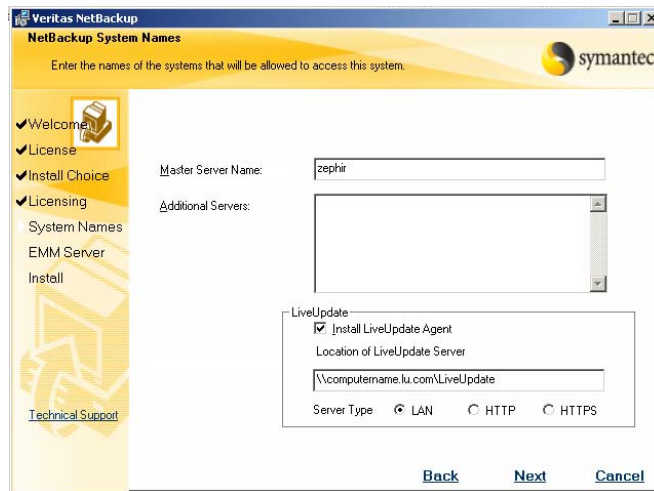 Veritas NetBackup
NetBackup System Names
Enter the names of the systems that will be allowed to access this system.
symantec
Welcome
License
Install Choice
Licensing
System Names
EMM Server
Install
Technical Support
Master Server Name:
zephir
Additional Servers:
LiveUpdate
Install LiveUpdate Agent
Location of LiveUpdate Server
\\computername.lu.com\LiveUpdate
Server Type LAN HTTP HTTPS
Back Next Cancel